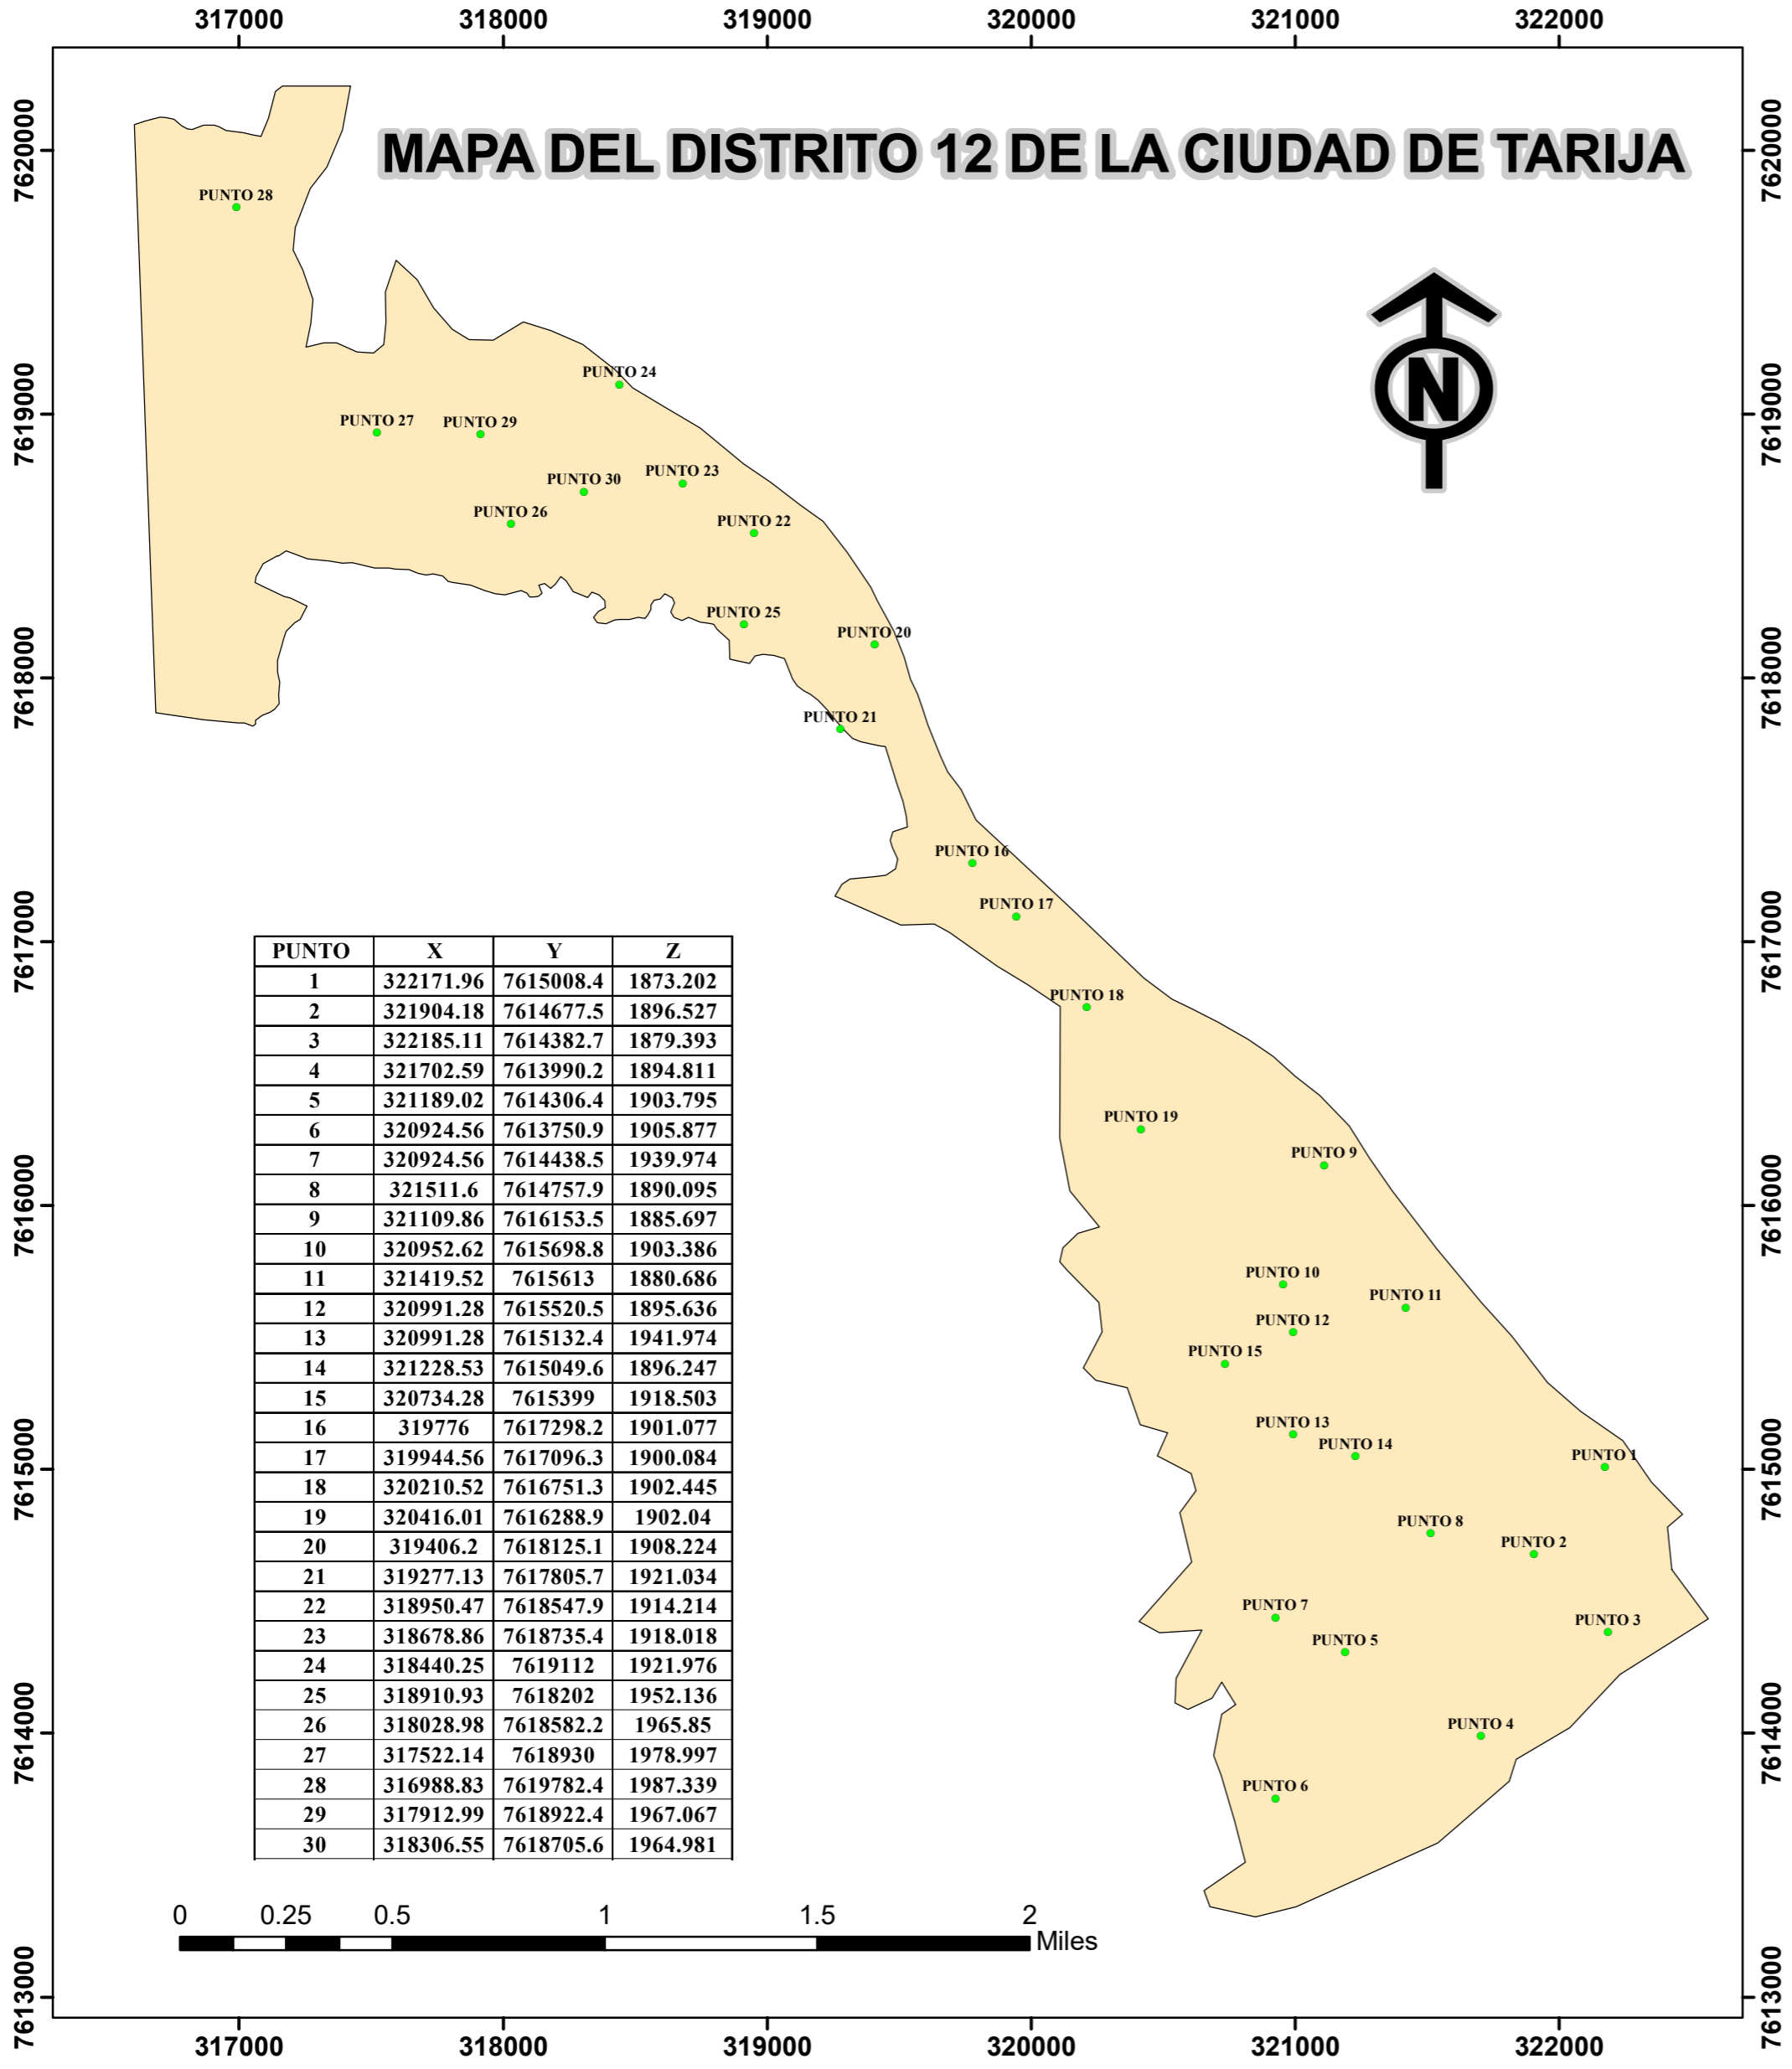 317000 318000 319000 320000 321000 322000
MAPA DEL DISTRITO 12 DE LA CIUDAD DE TARIJA
7620000 7620000
PUNTO 28
N
PUNTO 24
7619000 7619000
PUNTO 27 PUNTO 29
PUNTO 23
PUNTO 30
PUNTO 26
PUNTO 22
PUNTO 25
PUNTO 20
7618000 7618000
PUNTO 21
PUNTO 16
PUNTO 17
7617000 7617000
PUNTO 18
PUNTO 19
PUNTO 9
7616000 7616000
PUNTO 10
PUNTO 11
PUNTO 12
PUNTO 15
PUNTO 13
PUNTO 14
PUNTO 1
7615000 7615000
PUNTO 8
PUNTO 2
PUNTO 7
PUNTO 3
PUNTO 5
PUNTO 4
7614000 7614000
PUNTO 6
7613000 7613000
PUNTO X Y Z
1 322171.96 7615008.4 1873.202
2 321904.18 7614677.5 1896.527
3 322185.11 7614382.7 1879.393
4 321702.59 7613990.2 1894.811
5 321189.02 7614306.4 1903.795
6 320924.56 7613750.9 1905.877
7 320924.56 7614438.5 1939.974
8 321511.6 7614757.9 1890.095
9 321109.86 7616153.5 1885.697
10 320952.62 7615698.8 1903.386
11 321419.52 7615613 1880.686
12 320991.28 7615520.5 1895.636
13 320991.28 7615132.4 1941.974
14 321228.53 7615049.6 1896.247
15 320734.28 7615399 1918.503
16 319776 7617298.2 1901.077
17 319944.56 7617096.3 1900.084
18 320210.52 7616751.3 1902.445
19 320416.01 7616288.9 1902.04
20 319406.2 7618125.1 1908.224
21 319277.13 7617805.7 1921.034
22 318950.47 7618547.9 1914.214
23 318678.86 7618735.4 1918.018
24 318440.25 7619112 1921.976
25 318910.93 7618202 1952.136
26 318028.98 7618582.2 1965.85
27 317522.14 7618930 1978.997
28 316988.83 7619782.4 1987.339
29 317912.99 7618922.4 1967.067
30 318306.55 7618705.6 1964.981
0 0.25 0.5 1 1.5 2
Miles
317000 318000 319000 320000 321000 322000